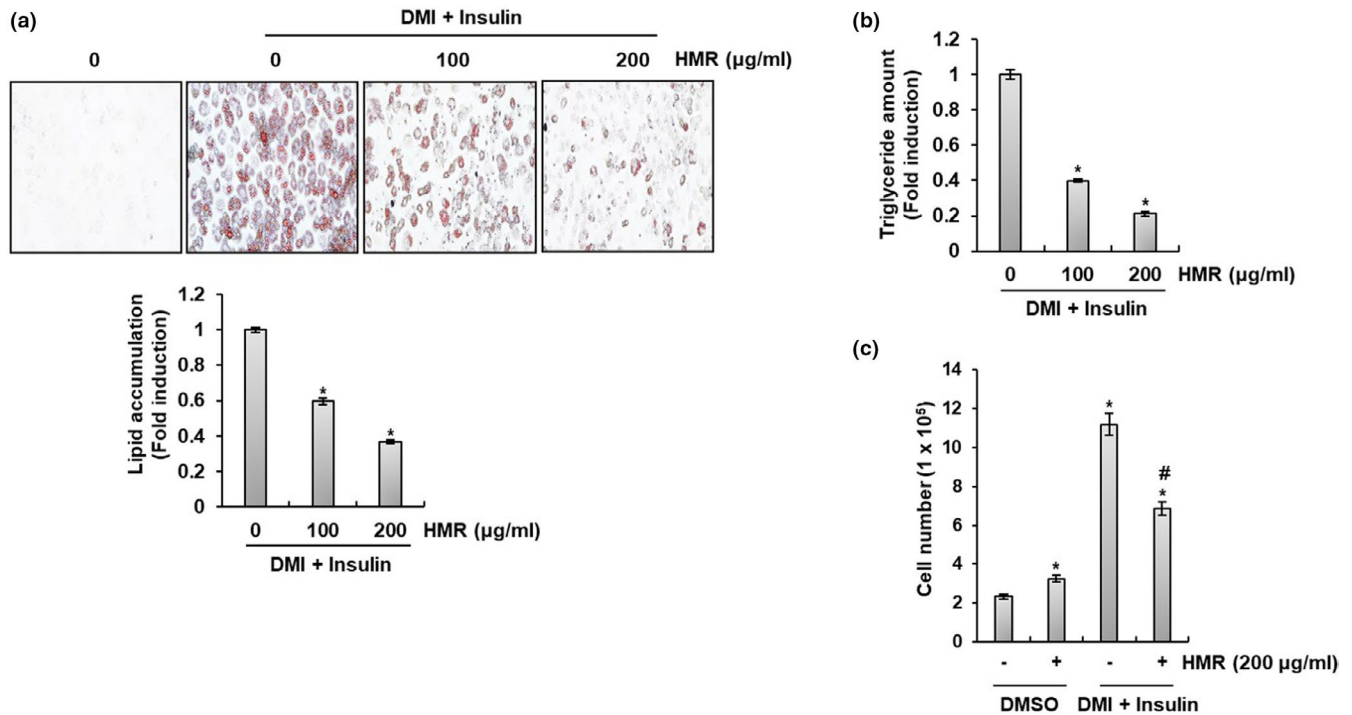 (a)
DMI + Insulin
0 0 100 200 HMR (µg/ml)
Lipid accumulation
(Fold induction)
1.2
1
0.8
0.6
0.4
0.2
0
*
*
0 100 200 HMR (µg/ml)
DMI + Insulin
(b)
Triglyceride amount
(Fold induction)
1.2
1
0.8
0.6
0.4
0.2
0
*
*
0 100 200 HMR (µg/ml)
DMI + Insulin
(c)
Cell number (1 x 10⁵)
14
12
10
8
6
4
2
0
*
*
#
*
- + - + HMR (200 µg/ml)
DMSO DMI + Insulin